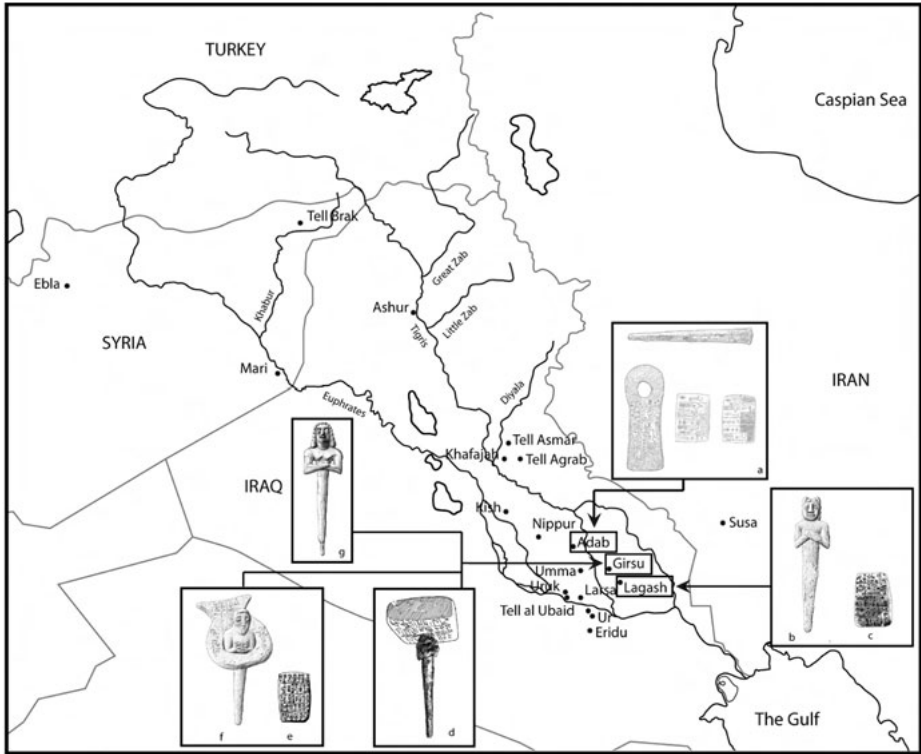 TURKEY
Caspian Sea
Tell Brak
Great Zab
Ebla
Khabur
Ashur
Tigris
Little Zab
SYRIA
Mari
IRAN
Diyala
Euphrates
a
Tell Asmar
Khafajah
Tell Agrab
IRAQ
Kish
Susa
g
Nippur
Adab
Girsu
Umma
Lagash
Uruk
Larsa
Tell al Ubaid
Ur
Eridu
b
c
f
e
d
The Gulf